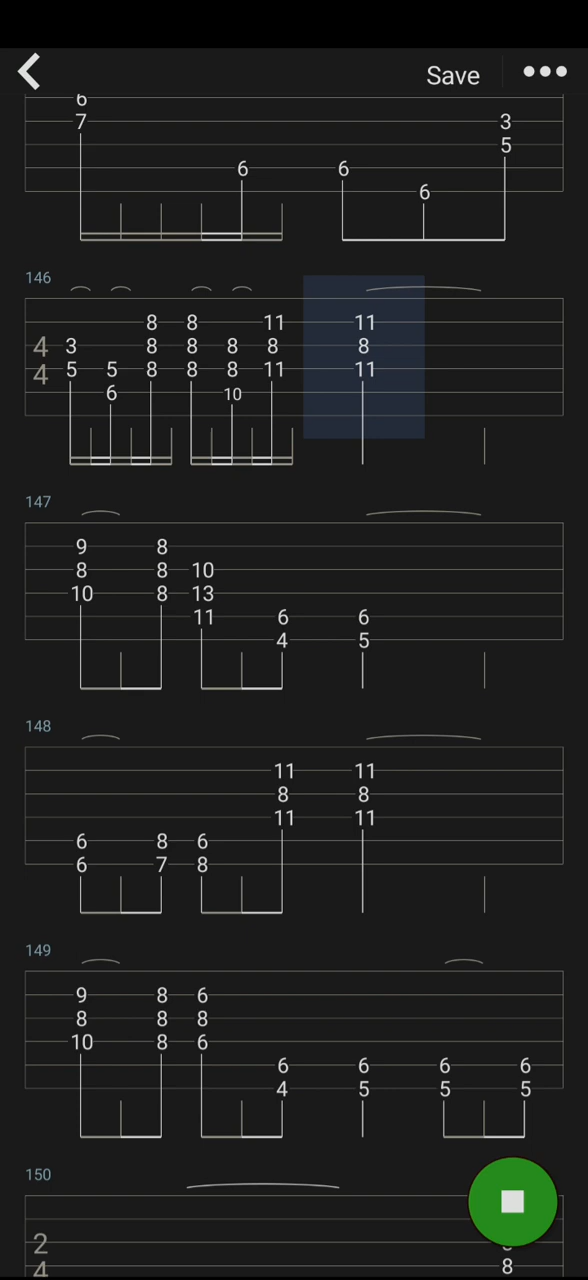 Save
6
7 3
5
6 6
6
146
8 8 11 11
4 3 8 8 8 8 8
4 5 5 8 8 8 11 11
6 10
147
9 8
8 8 10
10 8 13
11 6 6
4 5
148
11 11
8 8
11 11
6 8 6
6 7 8
149
9 8 6
8 8 8
10 8 6
6 6 6 6
4 5 5 5
150
2
4 8